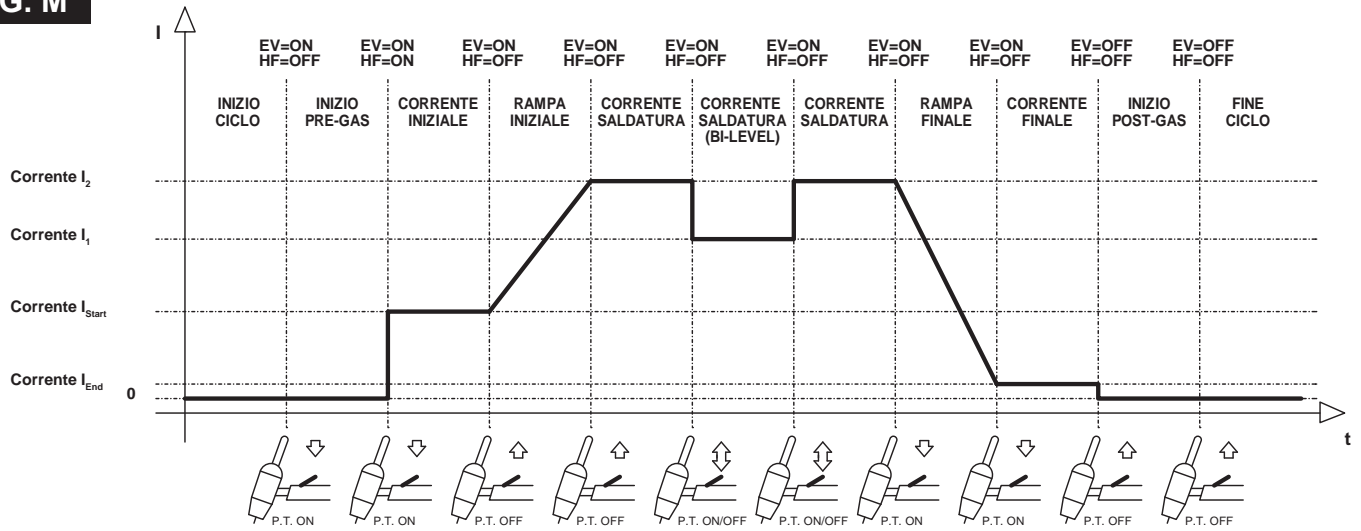 G. M
I
EV=ON EV=ON EV=ON EV=ON EV=ON EV=ON EV=ON EV=ON EV=OFF EV=OFF
HF=OFF HF=ON HF=OFF HF=OFF HF=OFF HF=OFF HF=OFF HF=OFF HF=OFF HF=OFF
INIZIO INIZIO CORRENTE RAMPA CORRENTE CORRENTE CORRENTE RAMPA CORRENTE INIZIO FINE
CICLO PRE-GAS INIZIALE INIZIALE SALDATURA SALDATURA SALDATURA FINALE FINALE POST-GAS CICLO
(BI-LEVEL)
Corrente I2
Corrente I1
Corrente IStart
Corrente IEnd 0
t
P.T. ON P.T. ON P.T. OFF P.T. OFF P.T. ON/OFF P.T. ON/OFF P.T. ON P.T. ON P.T. OFF P.T. OFF